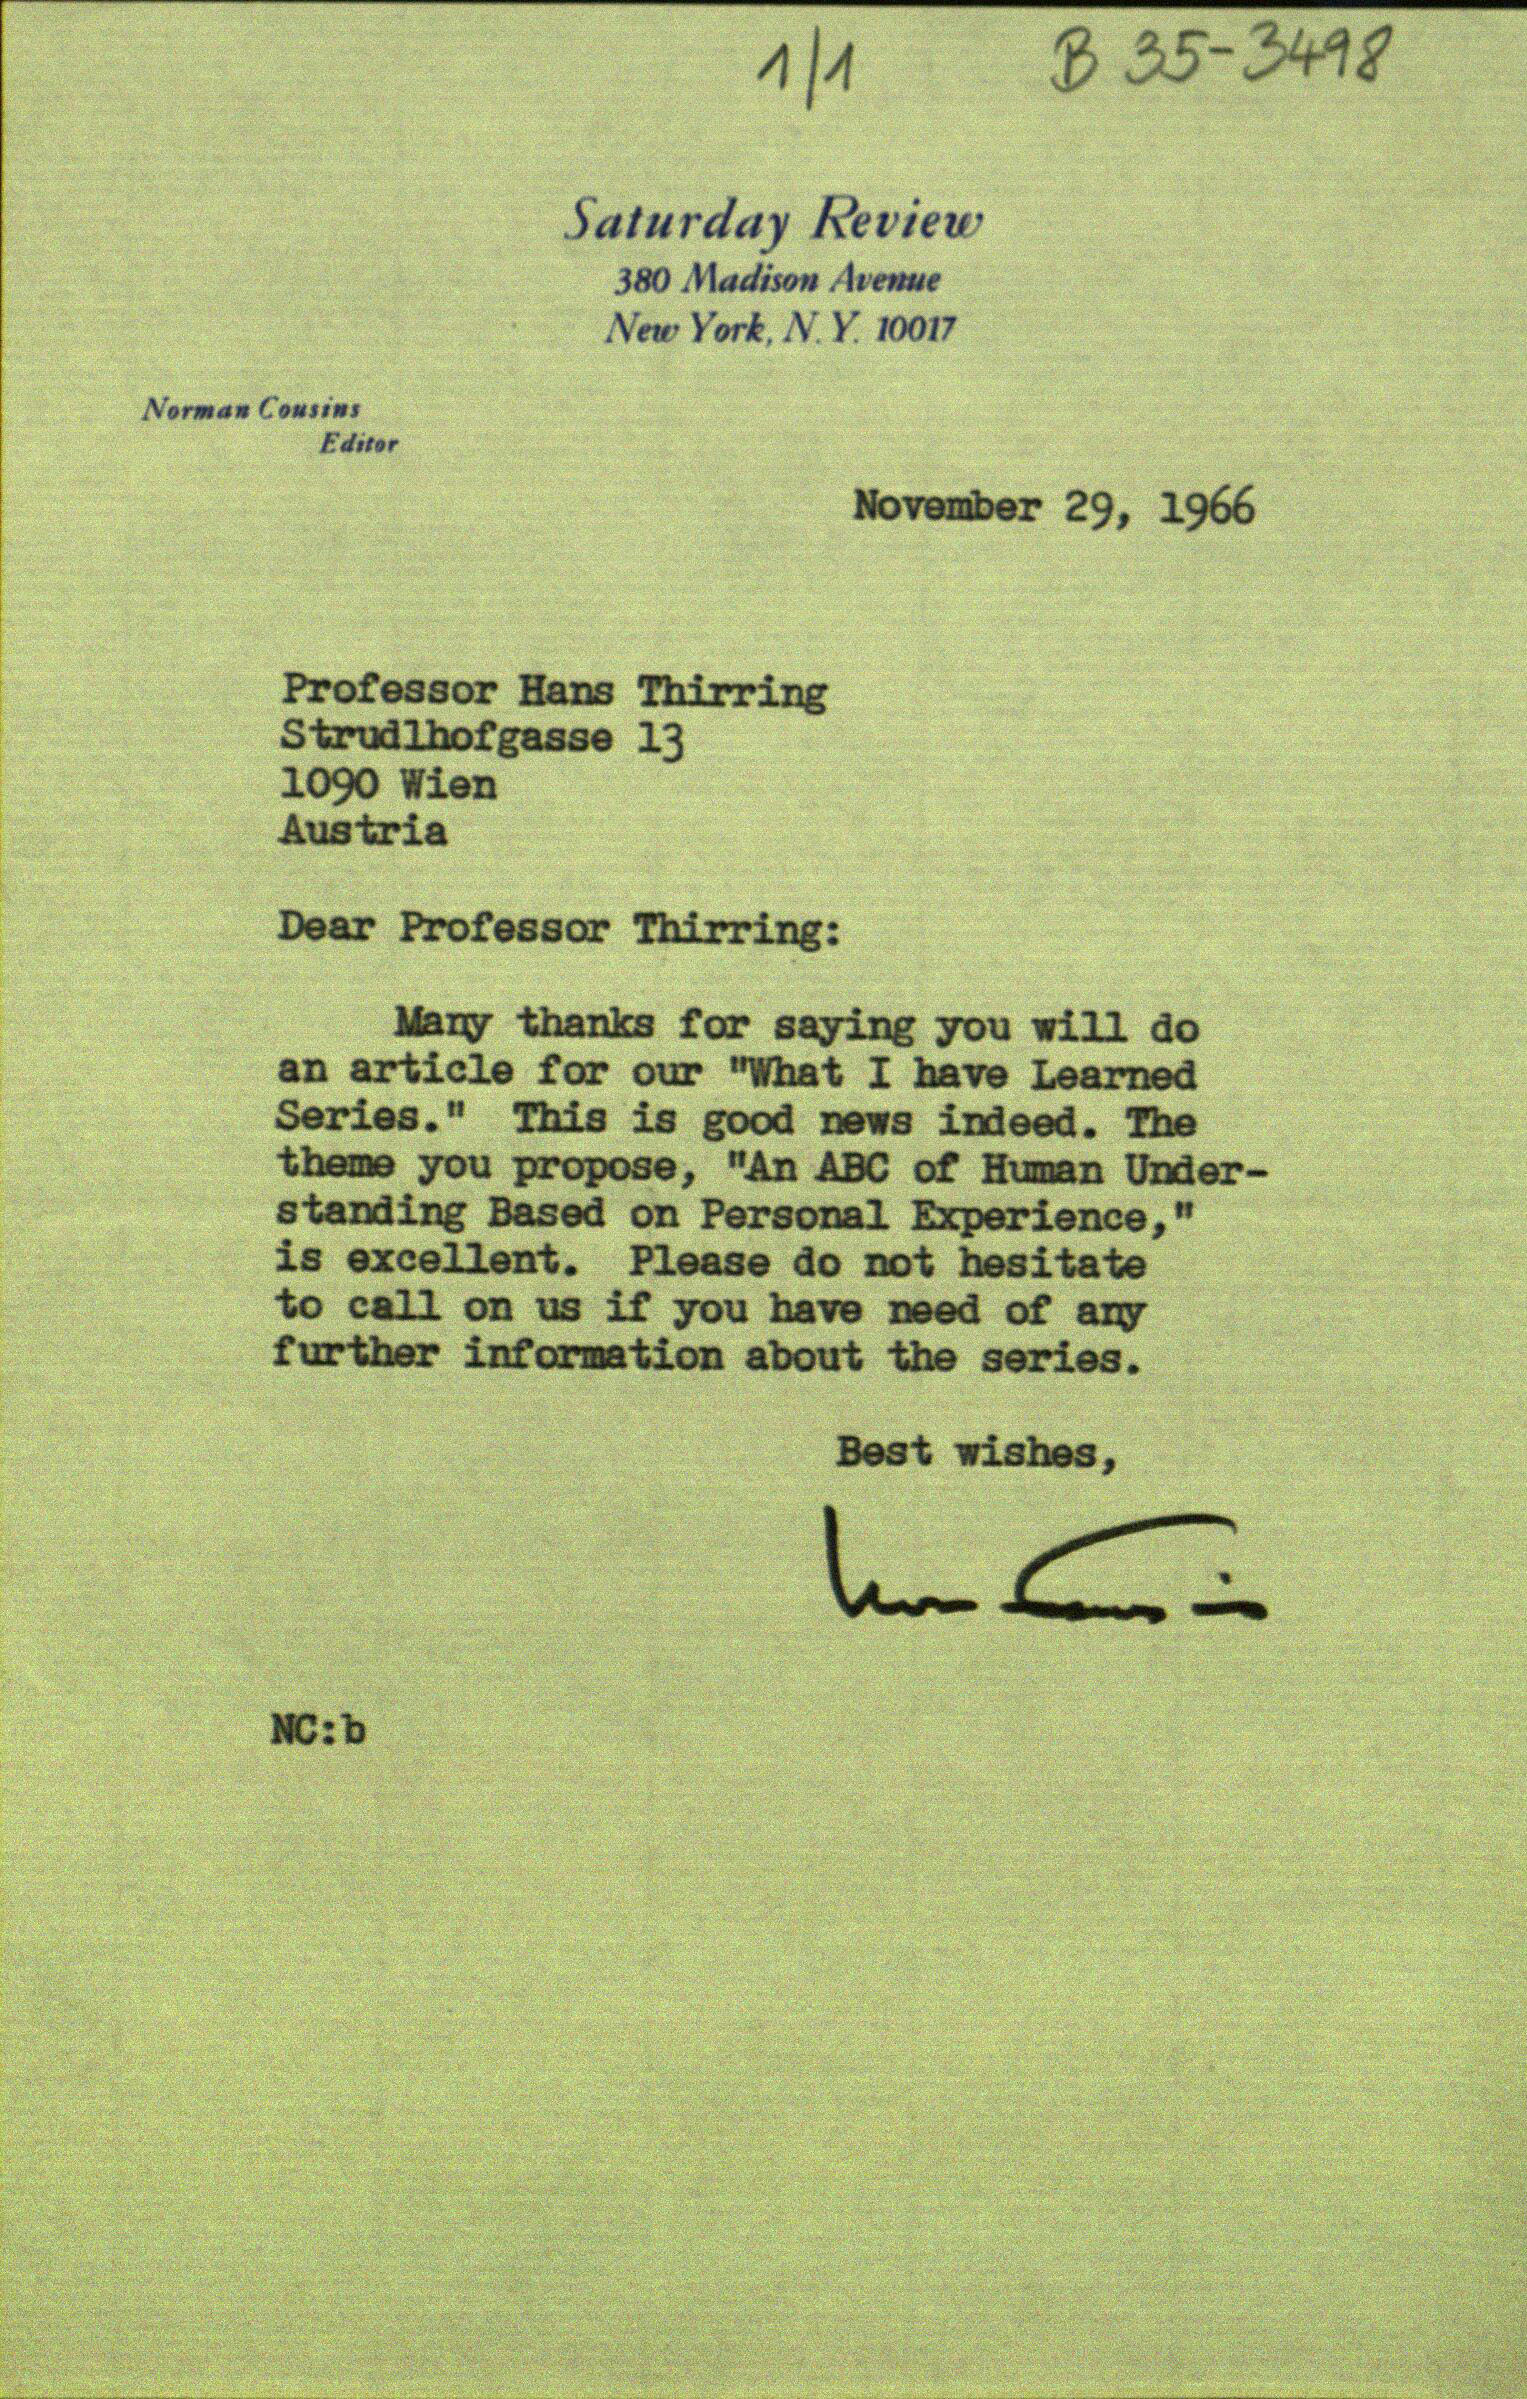 1/1 B 35-3498
Saturday Review
380 Madison Avenue
New York, N.Y. 10017
Norman Cousins
Editor
November 29, 1966
Professor Hans Thirring
Strudlhofgasse 13
1090 Wien
Austria
Dear Professor Thirring:
Many thanks for saying you will do
an article for our "What I have Learned
Series." This is good news indeed. The
theme you propose, "An ABC of Human Under-
standing Based on Personal Experience,"
is excellent. Please do not hesitate
to call on us if you have need of any
further information about the series.
Best wishes,
NC:b